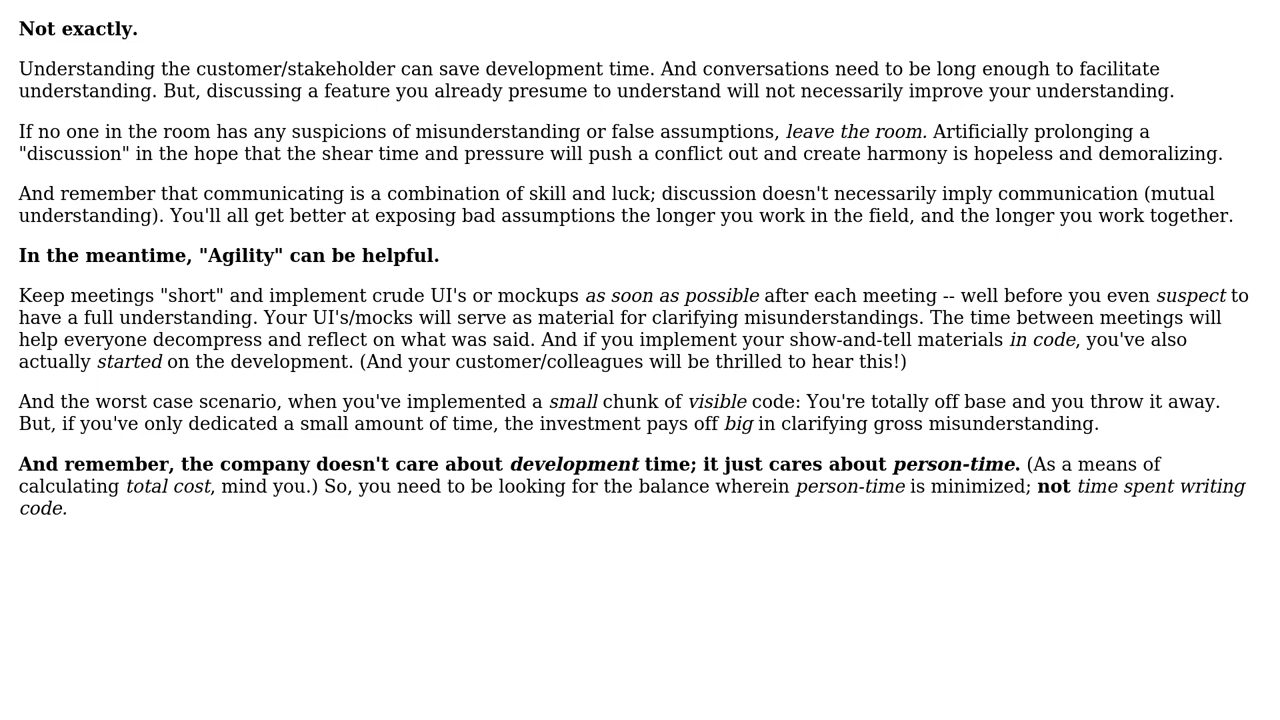 Not exactly.
Understanding the customer/stakeholder can save development time. And conversations need to be long enough to facilitate
understanding. But, discussing a feature you already presume to understand will not necessarily improve your understanding.
If no one in the room has any suspicions of misunderstanding or false assumptions, leave the room. Artificially prolonging a
"discussion" in the hope that the shear time and pressure will push a conflict out and create harmony is hopeless and demoralizing.
And remember that communicating is a combination of skill and luck; discussion doesn't necessarily imply communication (mutual
understanding). You'll all get better at exposing bad assumptions the longer you work in the field, and the longer you work together.
In the meantime, "Agility" can be helpful.
Keep meetings "short" and implement crude UI's or mockups as soon as possible after each meeting -- well before you even suspect to
have a full understanding. Your UI's/mocks will serve as material for clarifying misunderstandings. The time between meetings will
help everyone decompress and reflect on what was said. And if you implement your show-and-tell materials in code, you've also
actually started on the development. (And your customer/colleagues will be thrilled to hear this!)
And the worst case scenario, when you've implemented a small chunk of visible code: You're totally off base and you throw it away.
But, if you've only dedicated a small amount of time, the investment pays off big in clarifying gross misunderstanding.
And remember, the company doesn't care about development time; it just cares about person-time. (As a means of
calculating total cost, mind you.) So, you need to be looking for the balance wherein person-time is minimized; not time spent writing
code.